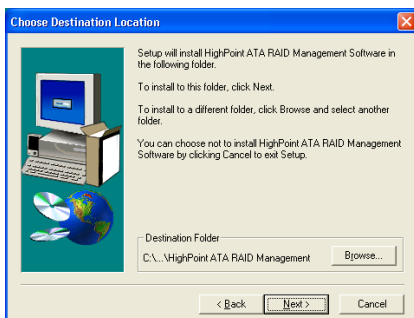 Choose Destination Location
Setup will install HighPoint ATA RAID Management Software in
the following folder.
To install to this folder, click Next.
To install to a different folder, click Browse and select another
folder.
You can choose not to install HighPoint ATA RAID Management
Software by clicking Cancel to exit Setup.
Destination Folder
C:\...\HighPoint ATA RAID Management
Browse...
< Back
Next >
Cancel